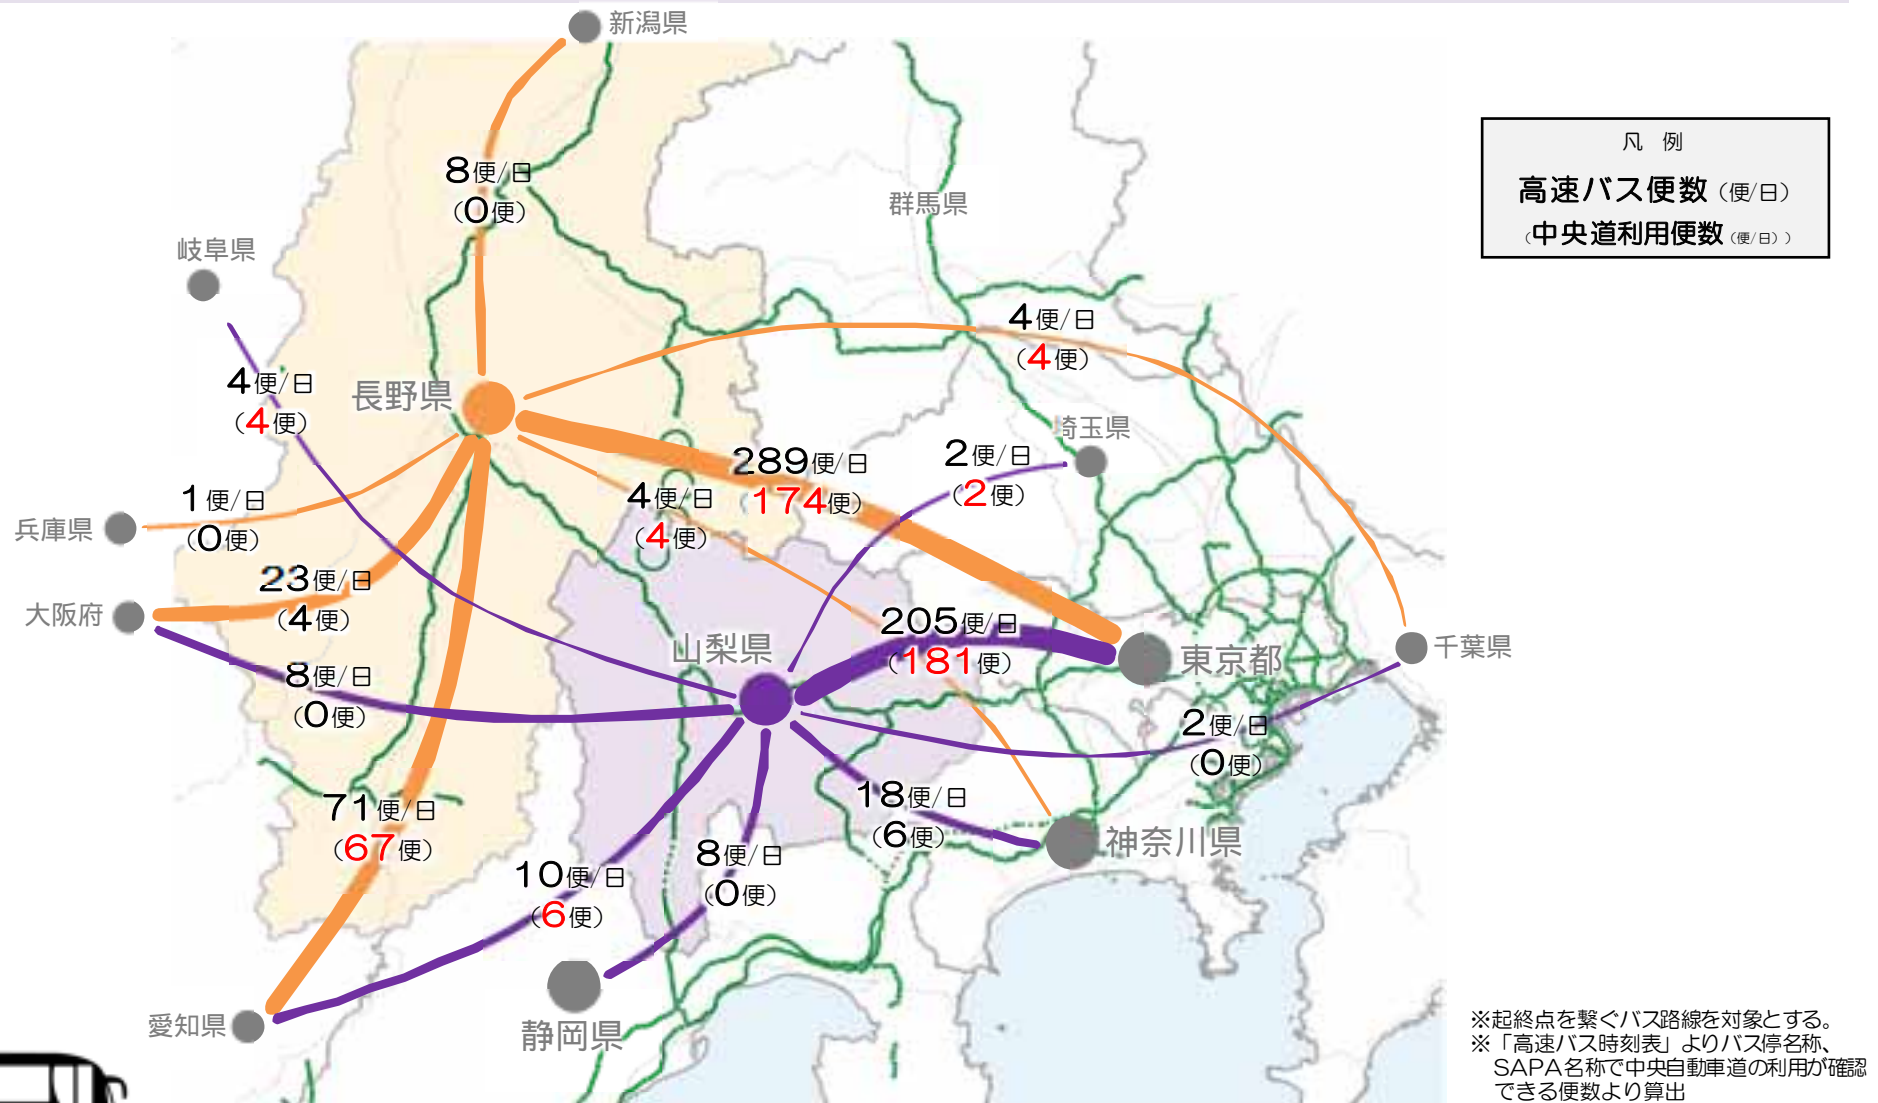 新潟県
8便/日
（0便）
群馬県
凡 例
高速バス便数（便/日）
（中央道利用便数（便/日））
岐阜県
4便/日
（4便）
長野県
4便/日
（4便）
埼玉県
289便/日
（174便）
2便/日
（2便）
4便/日
（4便）
1便/日
（0便）
兵庫県
23便/日
（4便）
大阪府
205便/日
（181便）
山梨県
東京都
千葉県
8便/日
（0便）
2便/日
（0便）
71便/日
（67便）
18便/日
（6便）
神奈川県
10便/日
（6便）
8便/日
（0便）
愛知県
静岡県
※起終点を繋ぐバス路線を対象とする。
※「高速バス時刻表」よりバス停名称、
SAPA名称で中央自動車道の利用が確認
できる便数より算出